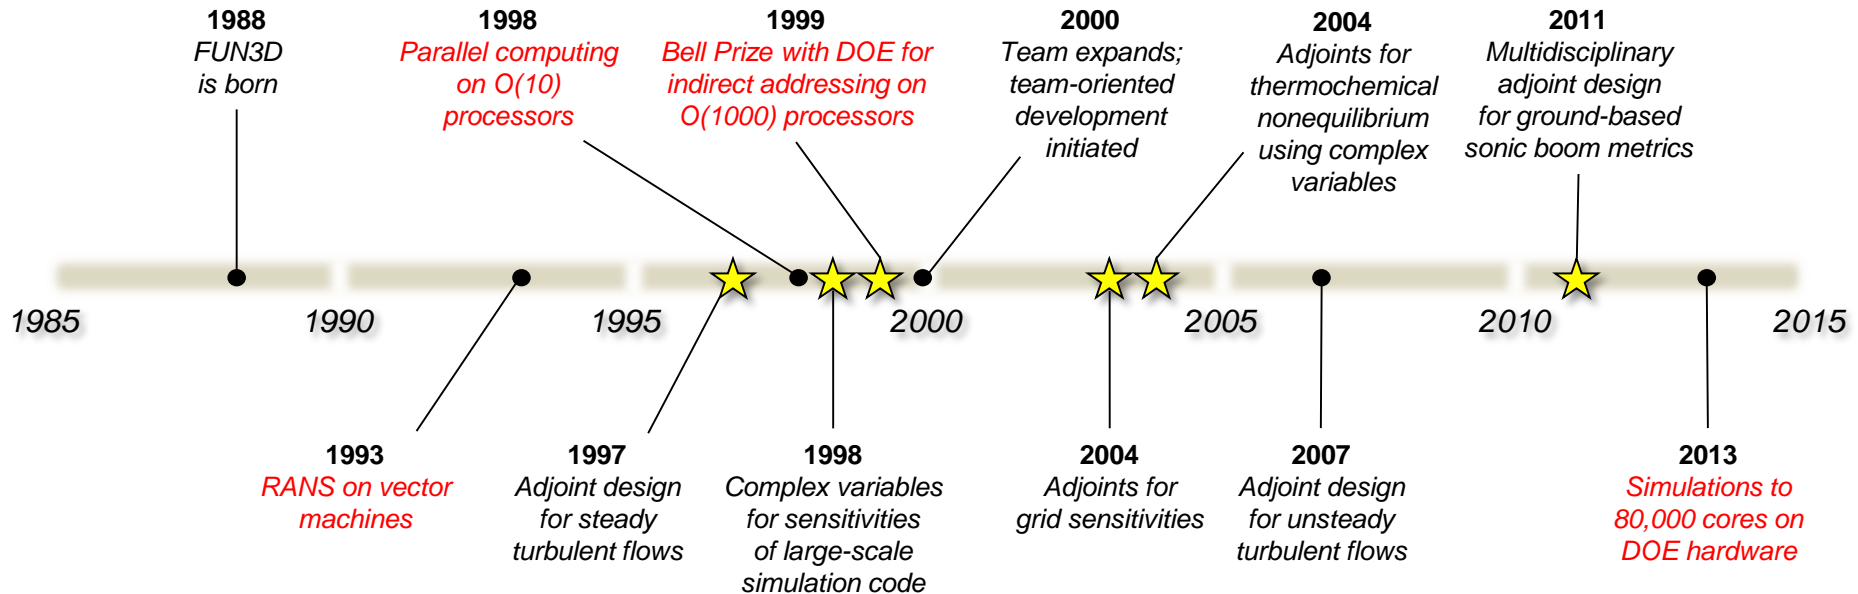 1988
FUN3D
is born
1998
Parallel computing
on O(10)
processors
1999
Bell Prize with DOE for
indirect addressing on
O(1000) processors
2000
Team expands;
team-oriented
development
initiated
2004
Adjoints for
thermochemical
nonequilibrium
using complex
variables
2011
Multidisciplinary
adjoint design
for ground-based
sonic boom metrics
1985
1990
1995
2000
2005
2010
2015
1993
RANS on vector
machines
1997
Adjoint design
for steady
turbulent flows
1998
Complex variables
for sensitivities
of large-scale
simulation code
2004
Adjoints for
grid sensitivities
2007
Adjoint design
for unsteady
turbulent flows
2013
Simulations to
80,000 cores on
DOE hardware